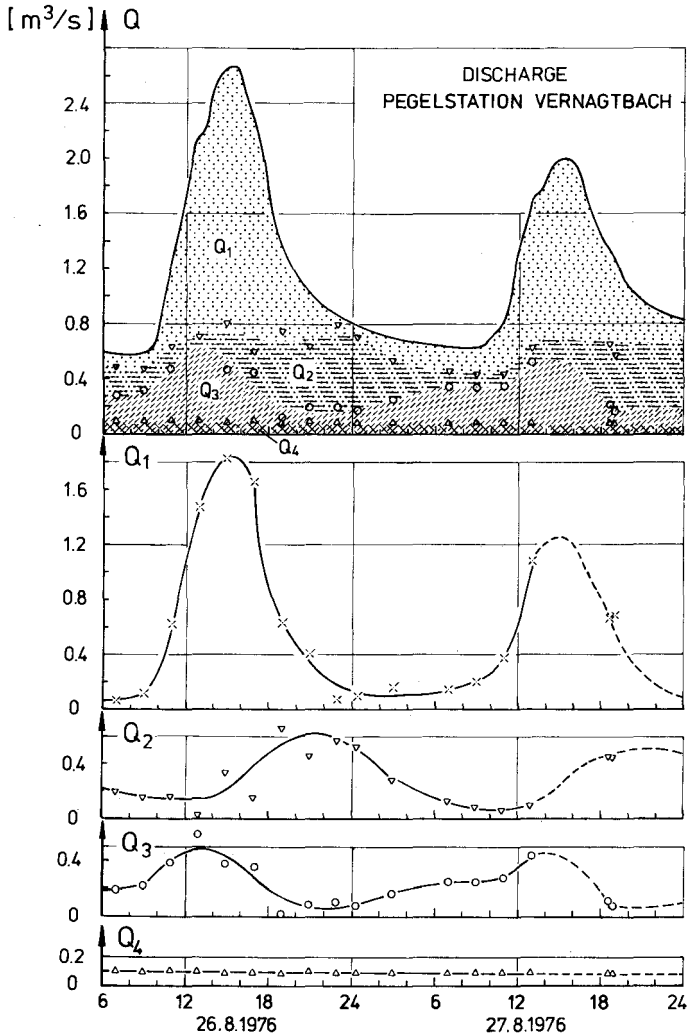 [m³/s] Q
DISCHARGE
PEGELSTATION VERNAGTBACH
2.4
2.0
1.6
1.2
0.8
0.4
0
Q₁
Q₂
Q₃
Q₄
Q₁
1.6
1.2
0.8
0.4
0
Q₂
0.4
0
Q₃
0.4
0
Q₄
0.2
0
6 12 18 24 6 12 18 24
26.8.1976 27.8.1976